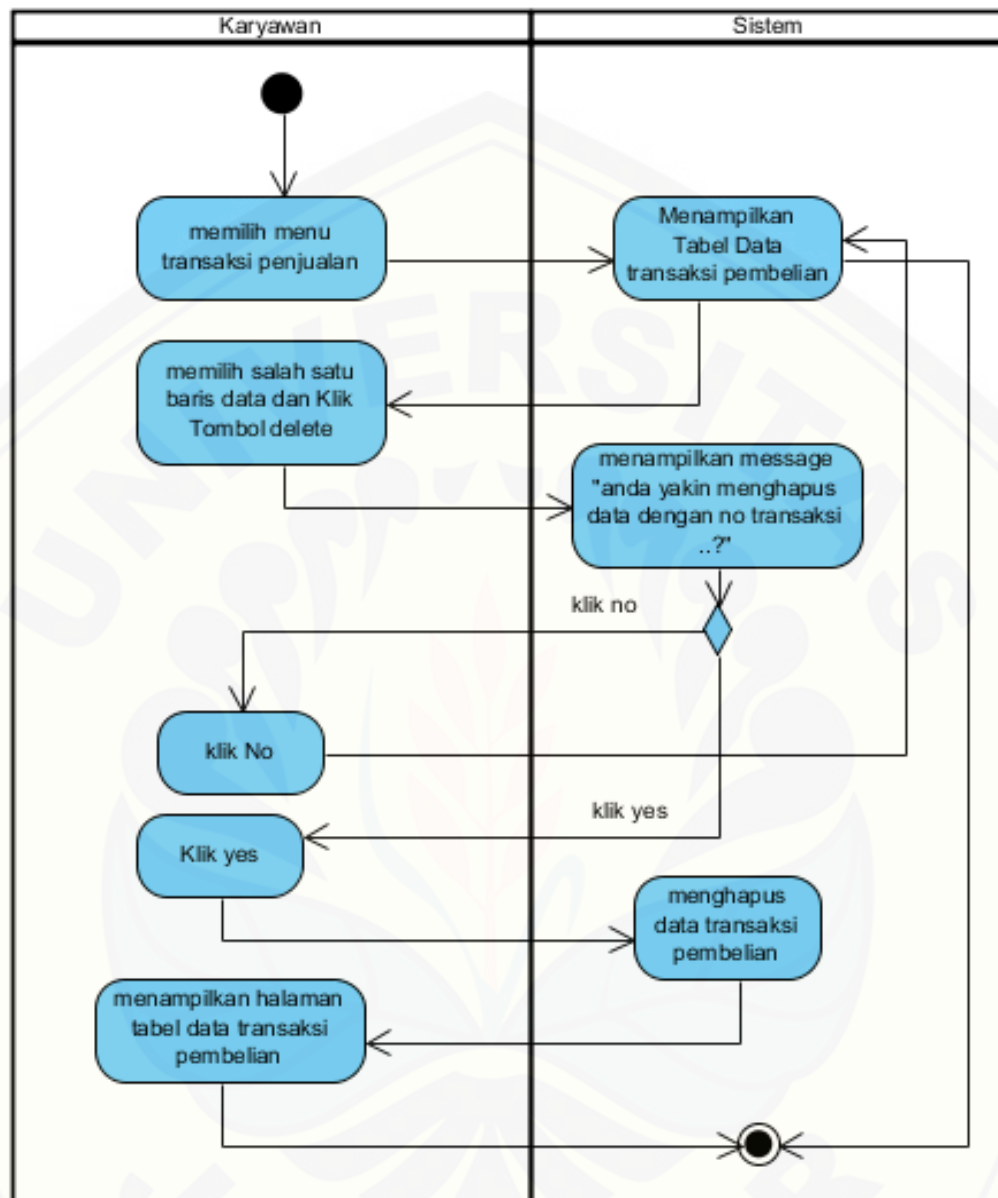 Karyawan
Sistem
memilih menu
transaksi penjualan
Menampilkan
Tabel Data
transaksi pembelian
memilih salah satu
baris data dan Klik
Tombol delete
menampilkan message
"anda yakin menghapus
data dengan no transaksi
..?"
klik no
klik No
klik yes
Klik yes
menghapus
data transaksi
pembelian
menampilkan halaman
tabel data transaksi
pembelian
UNIVERSITAS